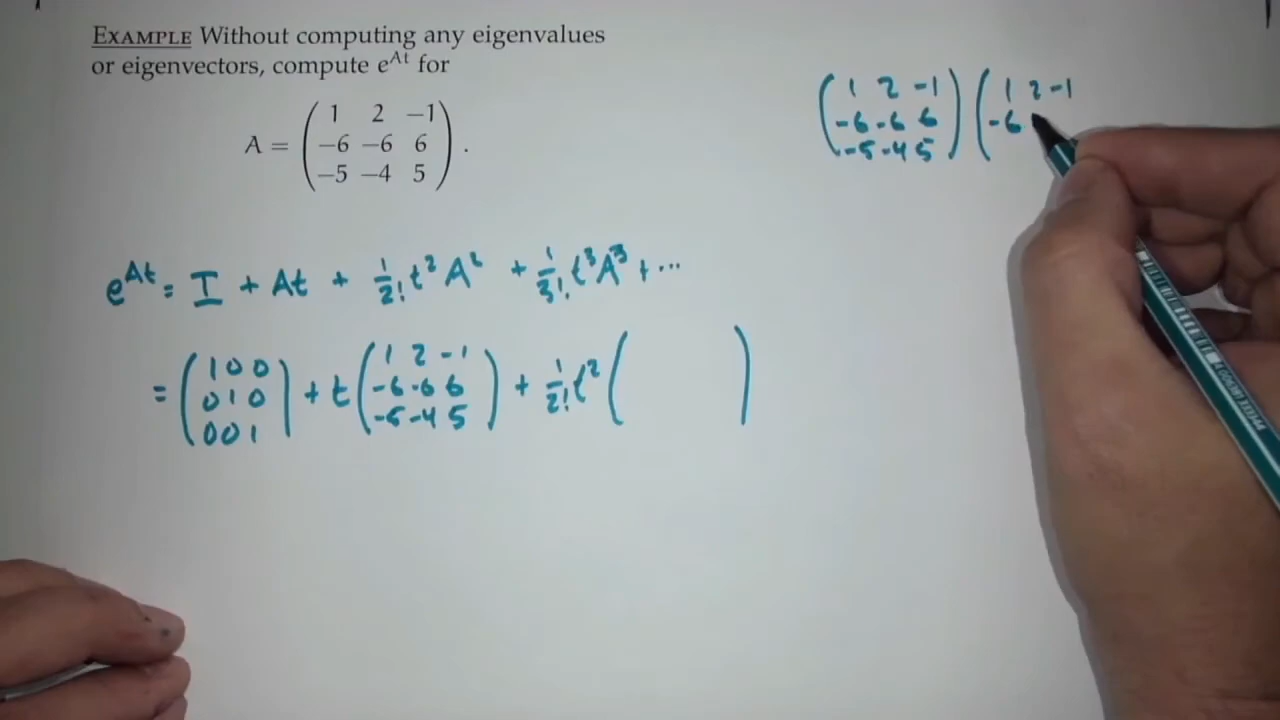 EXAMPLE Without computing any eigenvalues
or eigenvectors, compute e^{At} for
A = ( 1 2 −1
−6 −6 6
−5 −4 5 ) .
( 1 2 -1 ) ( 1 2 -1
-6 -6 6 -6
-5 -4 5
e^{At} = I + At + 1/2! t² A² + 1/3! t³ A³ + ...
= ( 1 0 0 ) + t ( 1 2 -1 ) + 1/2! t² ( )
0 1 0 -6 -6 6
0 0 1 -5 -4 5